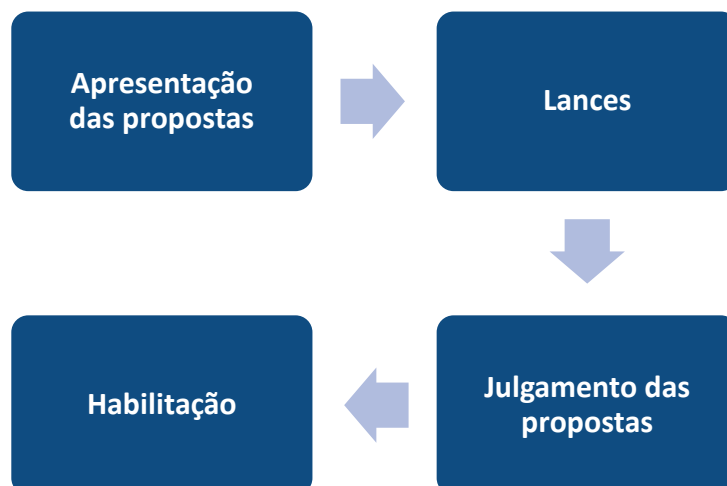 Apresentação
das propostas
Lances
Julgamento das
propostas
Habilitação